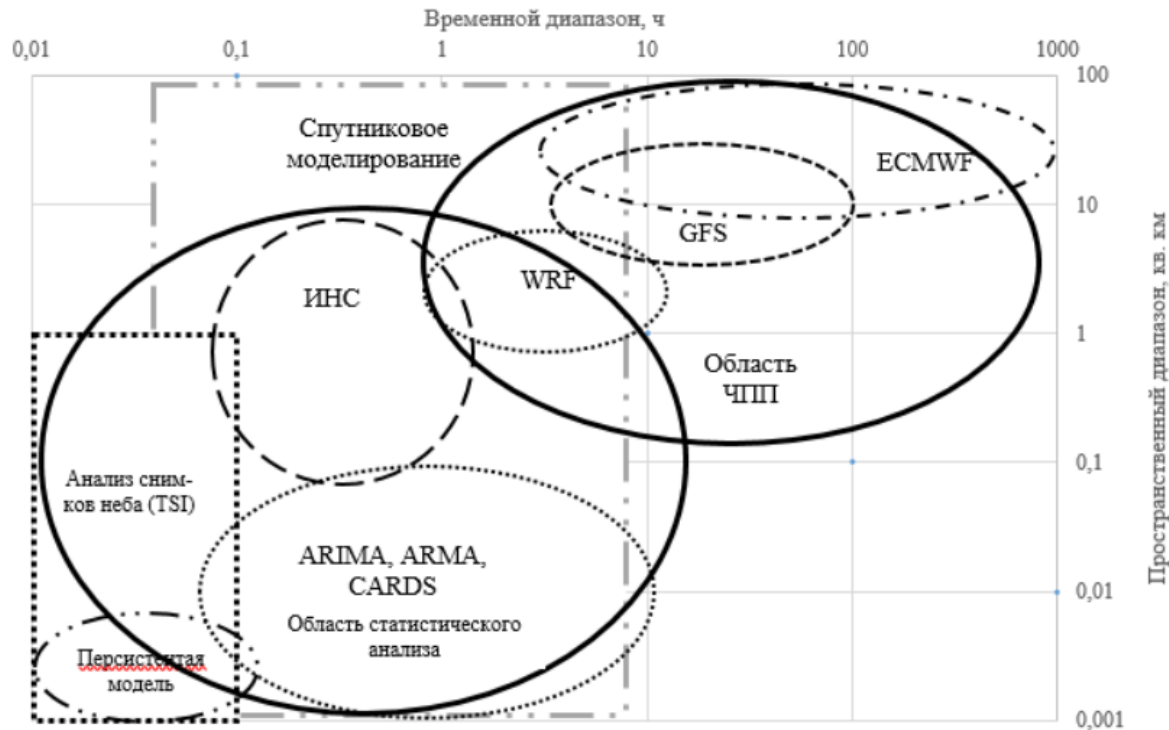 Временной диапазон, ч
0,01
0,1
1
10
100
1000
100
Спутниковое
моделирование
ECMWF
10
GFS
WRF
ИНС
1
Область
ЧПП
Пространственный диапазон, кв. км
0,1
Анализ сним-
ков неба (TSI)
ARIMA, ARMA,
CARDS
0,01
Область статистического
анализа
Персистентая
модель
0,001